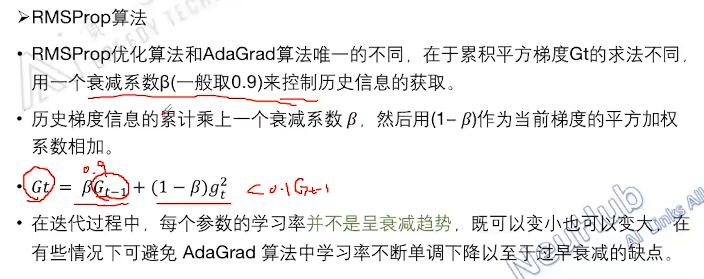 ➤RMSProp算法
• RMSProp优化算法和AdaGrad算法唯一的不同，在于累积平方梯度Gt的求法不同，
用一个衰减系数β(一般取0.9)来控制历史信息的获取。
• 历史梯度信息的累计乘上一个衰减系数 β，然后用(1− β)作为当前梯度的平方加权
系数相加。
0.9
• Gt = βG_{t−1} + (1 − β)g_t^2 <0.1G_{t-1}
• 在迭代过程中，每个参数的学习率并不是呈衰减趋势，既可以变小也可以变大。在
有些情况下可避免 AdaGrad 算法中学习率不断单调下降以至于过早衰减的缺点。
NeurHub
AI Links All